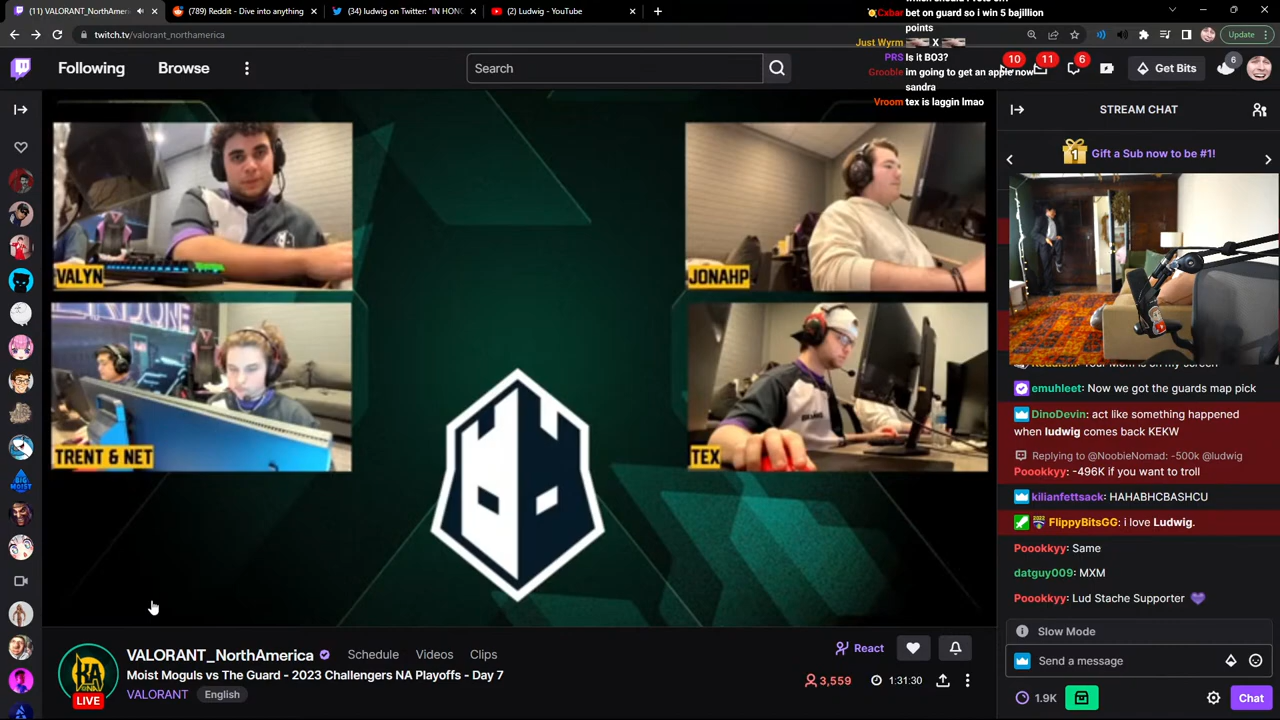 (11) VALORANT_NorthAmeric
(789) Reddit - Dive into anything
(34) ludwig on Twitter: "IN HONO
(2) Ludwig - YouTube
twitch.tv/valorant_northamerica
Update
Cxbar
bet on guard so i win 5 bajillion
points
Just Wyrm X
PRS Is it BO3?
Grooble im going to get an apple now
sandra
Vroom tex is laggin lmao
Following
Browse
Search
10
11
6
Get Bits
6
VALYN
JONAHP
TRENT & NET
TEX
STREAM CHAT
1
Gift a Sub now to be #1!
emuhleet: Now we got the guards map pick
DinoDevin: act like something happened
when ludwig comes back KEKW
Replying to @NoobieNomad: -500k @ludwig
Poookkyy: -496K if you want to troll
kilianfettsack: HAHABHCBASHCU
FlippyBitsGG: i love Ludwig.
Poookkyy: Same
datguy009: MXM
Poookkyy: Lud Stache Supporter
Slow Mode
Send a message
1.9K
Chat
LIVE
VALORANT_NorthAmerica
Schedule
Videos
Clips
Moist Moguls vs The Guard - 2023 Challengers NA Playoffs - Day 7
VALORANT
English
React
3,559
1:31:30